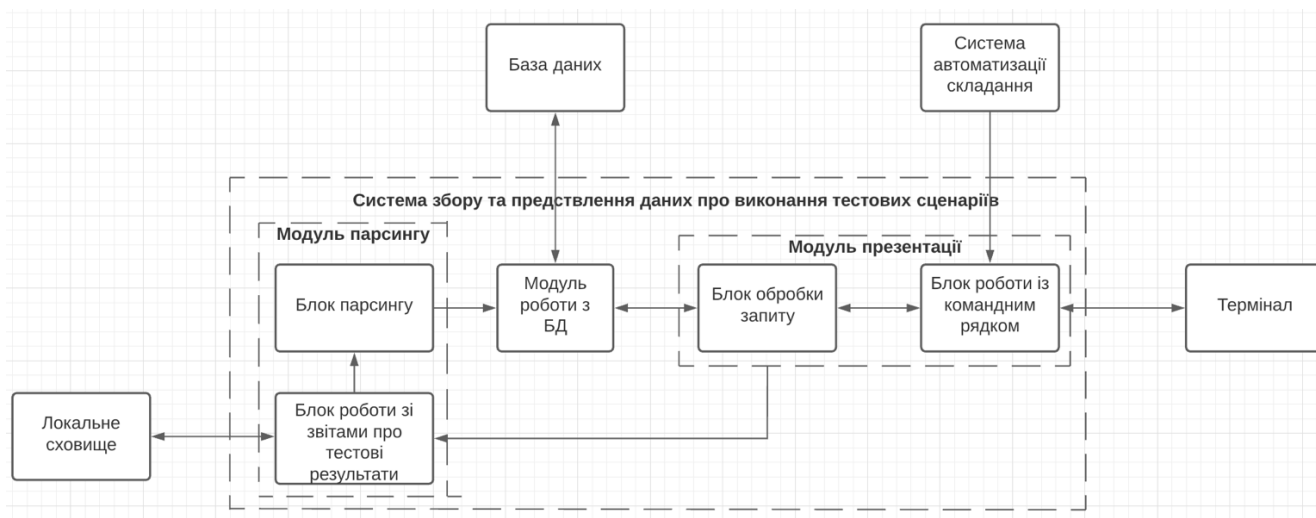 База даних
Система
автоматизації
складання
Система збору та предствлення даних про виконання тестових сценаріїв
Модуль парсингу
Модуль презентації
Блок парсингу
Модуль
роботи з
БД
Блок обробки
запиту
Блок роботи із
командним
рядком
Термінал
Локальне
сховище
Блок роботи зі
звітами про
тестові
результати